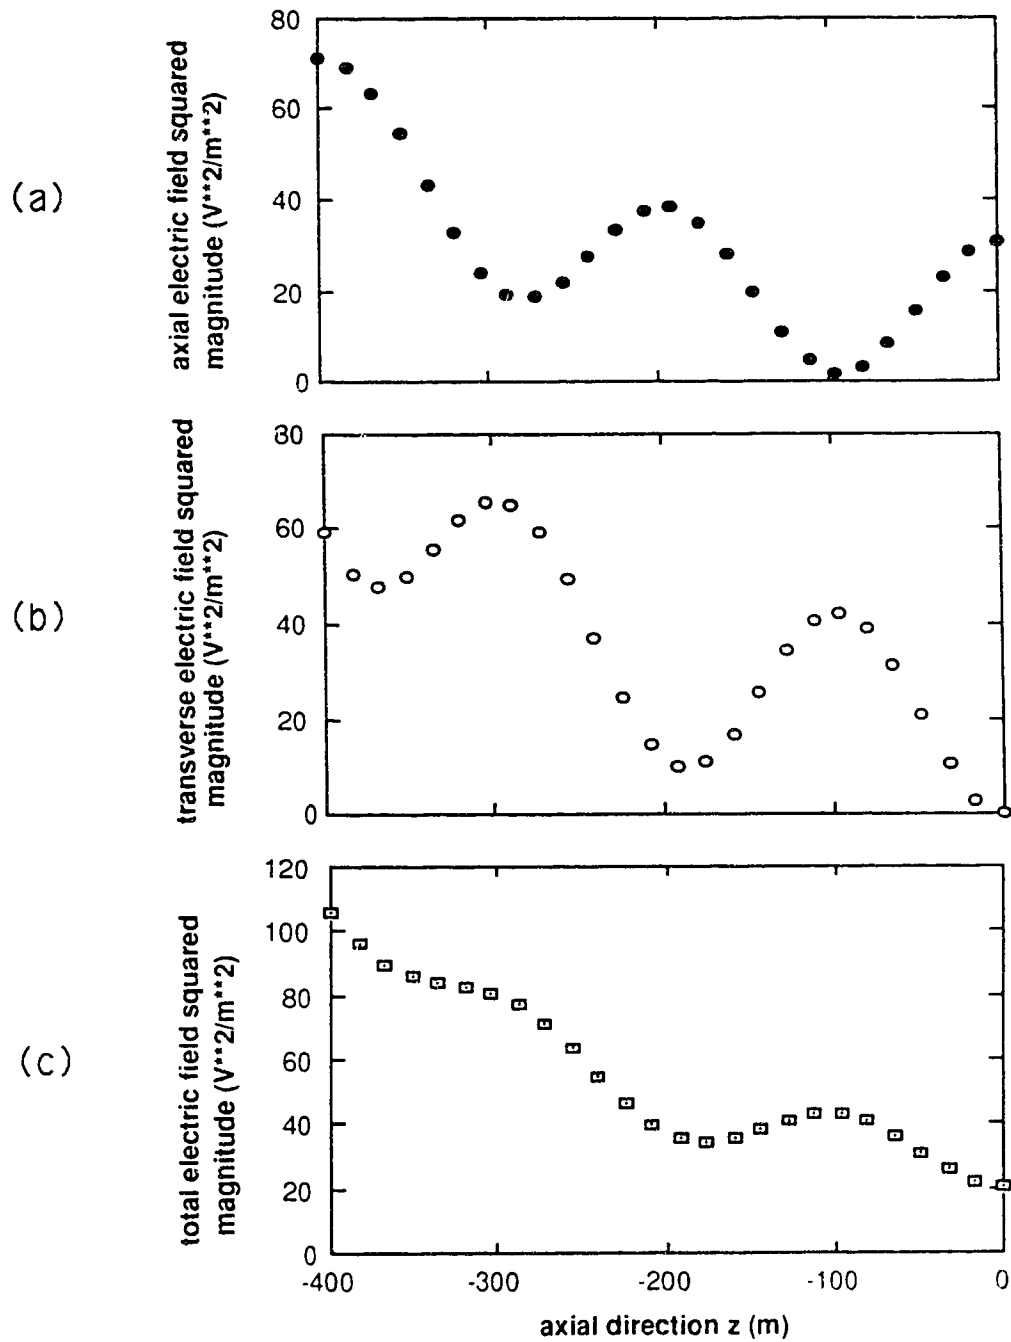 (a)
axial electric field squared
magnitude (V**2/m**2)
80
60
40
20
0
(b)
transverse electric field squared
magnitude (V**2/m**2)
80
60
40
20
0
(c)
total electric field squared
magnitude (V**2/m**2)
120
100
80
60
40
20
0
-400
-300
-200
-100
0
axial direction z (m)